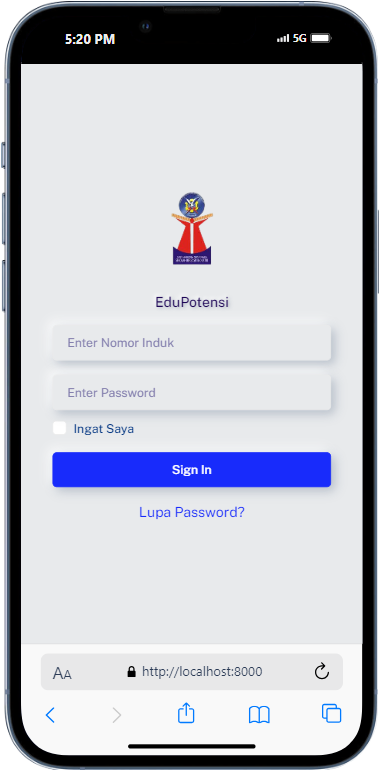 5:20 PM
5G
EduPotensi
Enter Nomor Induk
Enter Password
Ingat Saya
Sign In
Lupa Password?
AA
http://localhost:8000